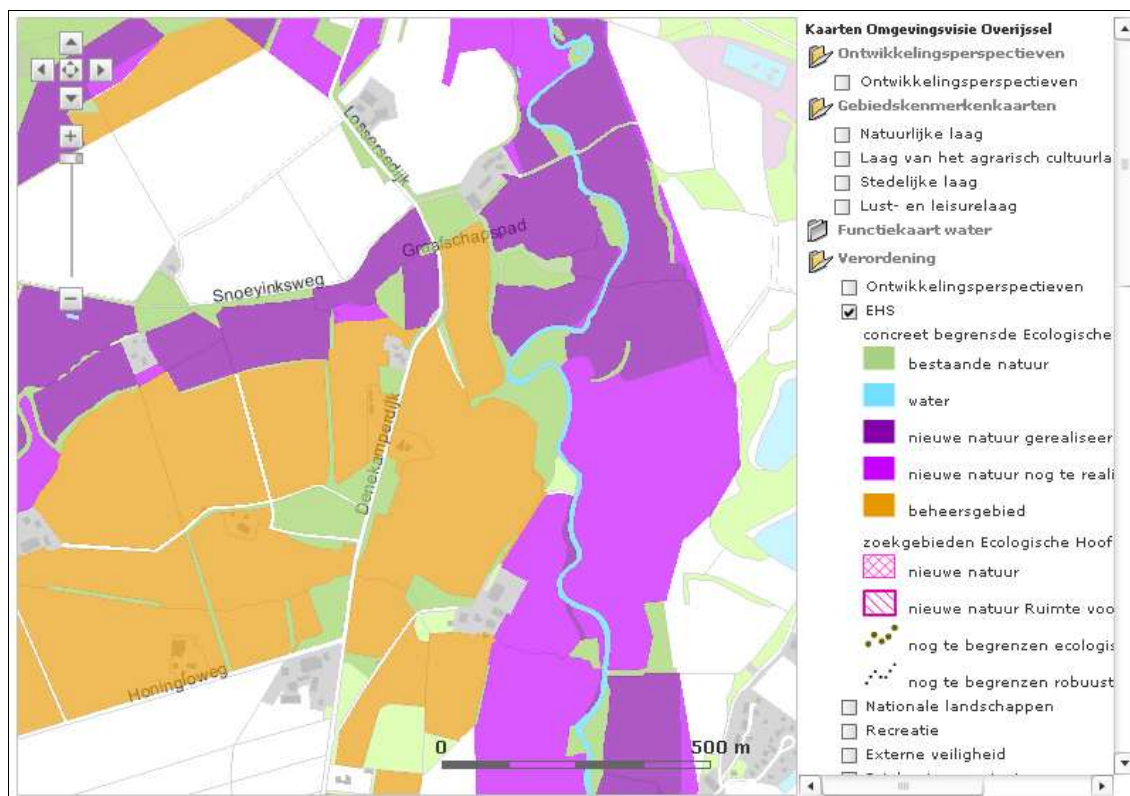 Lossersedijk
Graafschapspad
Snoeyinksweg
Denekamperdijk
Honingloweg
0
500 m
Kaarten Omgevingsvisie Overijssel
Ontwikkelingsperspectieven
Ontwikkelingsperspectieven
Gebiedskenmerkenkaarten
Natuurlijke laag
Laag van het agrarisch cultuurla
Stedelijke laag
Lust- en leisurelaag
Functiekaart water
Verordening
Ontwikkelingsperspectieven
EHS
concreet begrensde Ecologische
bestaande natuur
water
nieuwe natuur gerealiseer
nieuwe natuur nog te reali
beheersgebied
zoekgebieden Ecologische Hoof
nieuwe natuur
nieuwe natuur Ruimte voo
nog te begrenzen ecologis
nog te begrenzen robuust
Nationale landschappen
Recreatie
Externe veiligheid